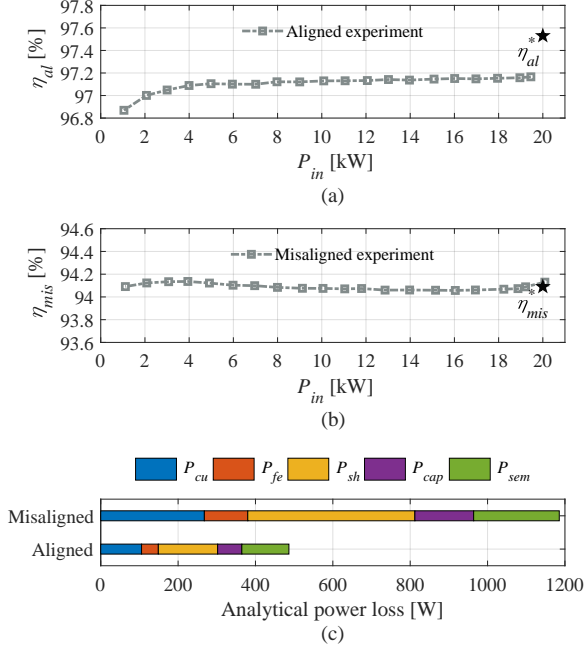 97.8
97.6
97.4
97.2
97
96.8
η_al [%]
Aligned experiment
η*_al
0 2 4 6 8 10 12 14 16 18 20
P_in [kW]
(a)
94.6
94.4
94.2
94
93.8
93.6
η_mis [%]
Misaligned experiment
η*_mis
0 2 4 6 8 10 12 14 16 18 20
P_in [kW]
(b)
P_cu P_fe P_sh P_cap P_sem
Misaligned
Aligned
0 200 400 600 800 1000 1200
Analytical power loss [W]
(c)